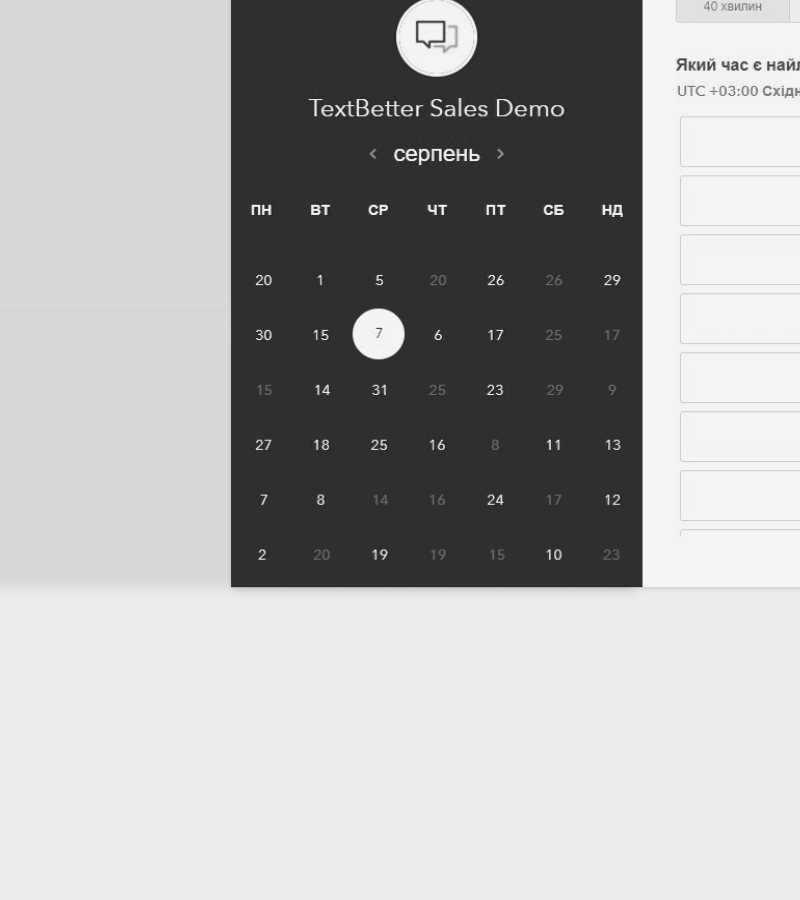 40 хвилин
Який час є най
UTC +03:00 Східн
TextBetter Sales Demo
серпень
ПН ВТ СР ЧТ ПТ СБ НД
20 1 5 20 26 26 29
30 15 7 6 17 25 17
15 14 31 25 23 29 9
27 18 25 16 8 11 13
7 8 14 16 24 17 12
2 20 19 19 15 10 23